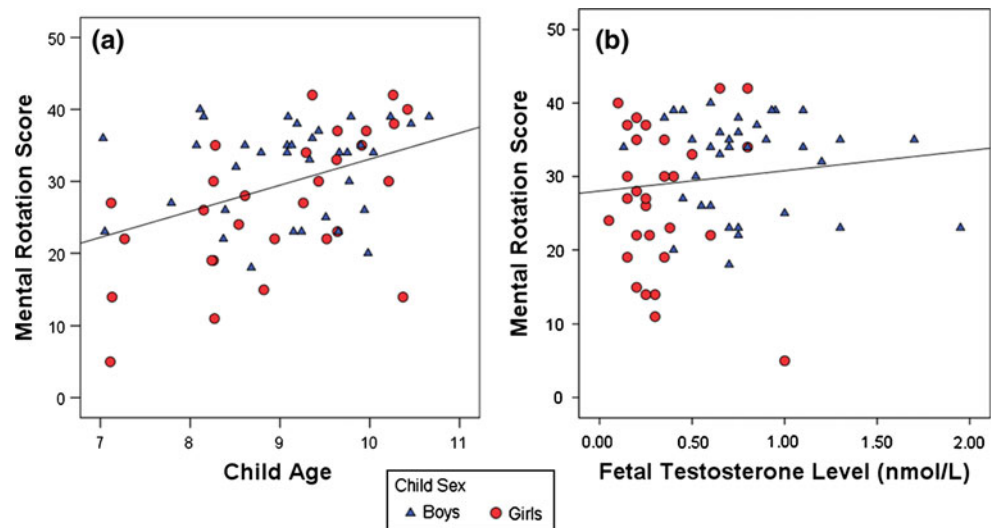 (a)
Mental Rotation Score
50
40
30
20
10
0
7 8 9 10 11
Child Age
(b)
Mental Rotation Score
50
40
30
20
10
0
0.00 0.50 1.00 1.50 2.00
Fetal Testosterone Level (nmol/L)
Child Sex
Boys Girls